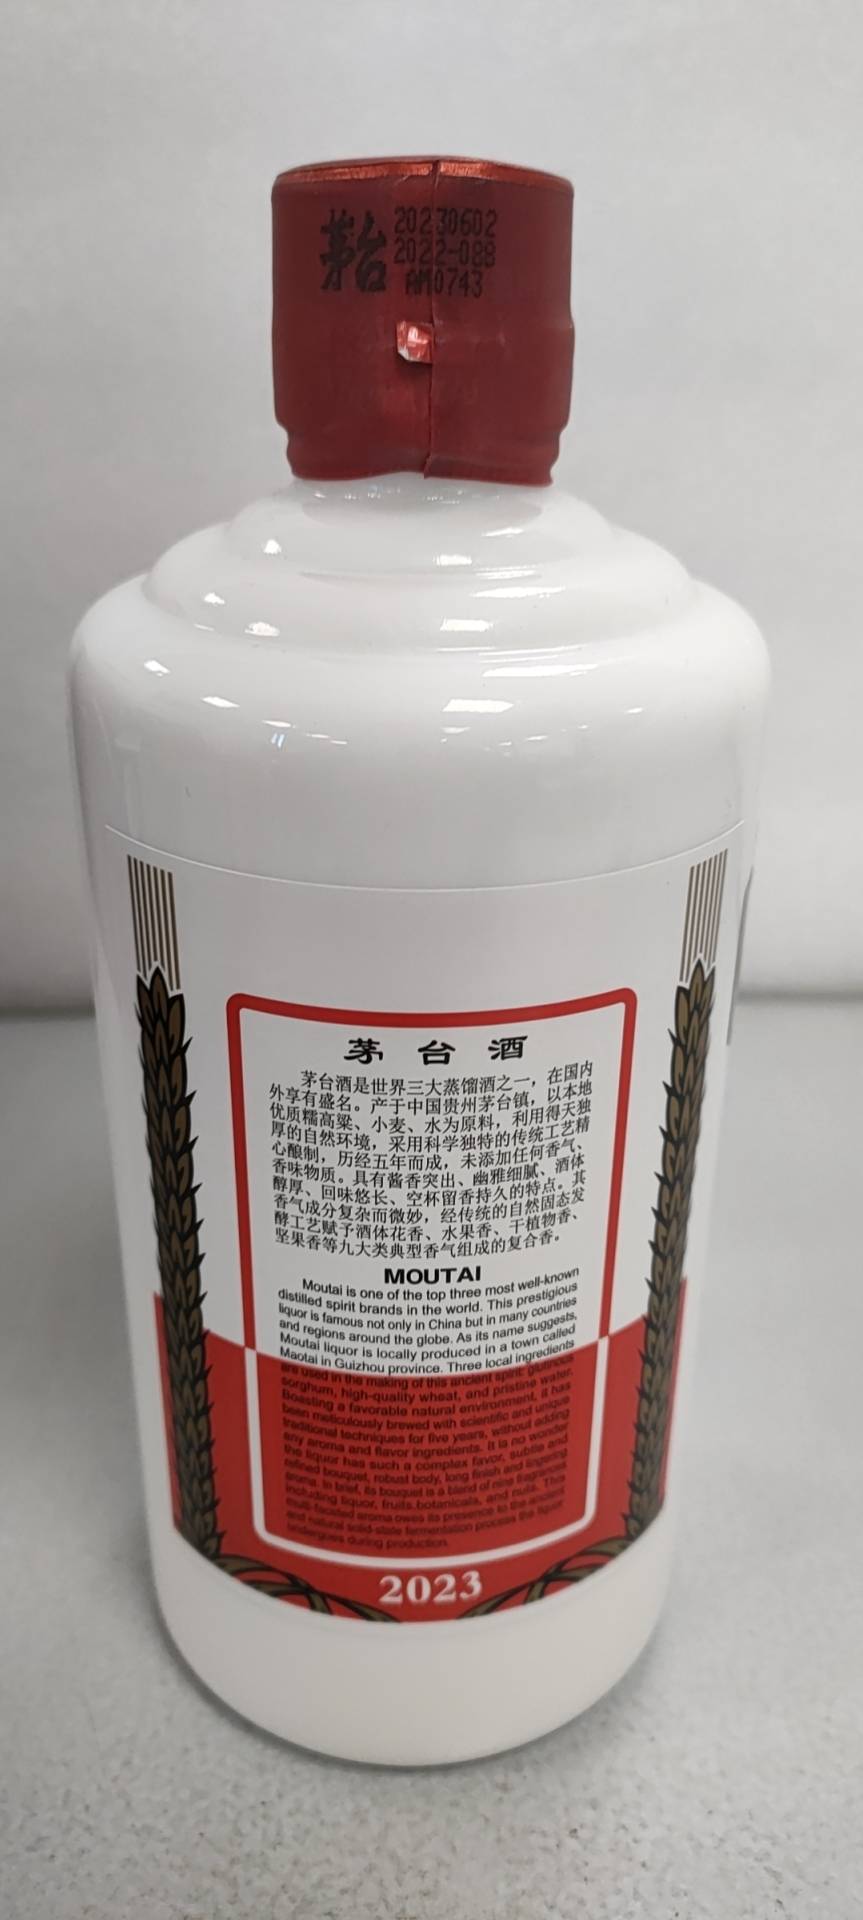 茅台
20230602
2022-088
AM0743
茅台酒
茅台酒是世界三大蒸馏酒之一，在国内
外享有盛名。产于中国贵州茅台镇，以本地
优质糯高粱、小麦、水为原料，利用得天独
厚的自然环境，采用科学独特的传统工艺精
心酿制，历经五年而成，未添加任何香气、
香味物质。具有酱香突出、幽雅细腻、酒体
醇厚、回味悠长、空杯留香持久的特点。其
香气成分复杂而微妙，经传统的自然固态发
酵工艺赋予酒体花香、水果香、干植物香、
坚果香等九大类典型香气组成的复合香。
MOUTAI
Moutai is one of the top three most well-known
distilled spirit brands in the world. This prestigious
liquor is famous not only in China but in many countries
and regions around the globe. As its name suggests,
Moutai liquor is locally produced in a town called
Maotai in Guizhou province. Three local ingredients
are used in the making of this ancient spirit: glutinous
sorghum, high-quality wheat, and pristine water.
Boasting a favorable natural environment, it has
been meticulously brewed with scientific and unique
traditional techniques for five years, without adding
any aroma and flavor ingredients. It is no wonder
the liquor has such a complex favor, subtle and
refined bouquet, robust body, long finish and lingering
aroma. In brief, its bouquet is a blend of nine fragrances
including liquor, fruits,botanicals, and nuts. This
multi-faceted aroma owes its presence to the ancient
and natural solid-state fermentation process the liquor
undergoes during production.
2023